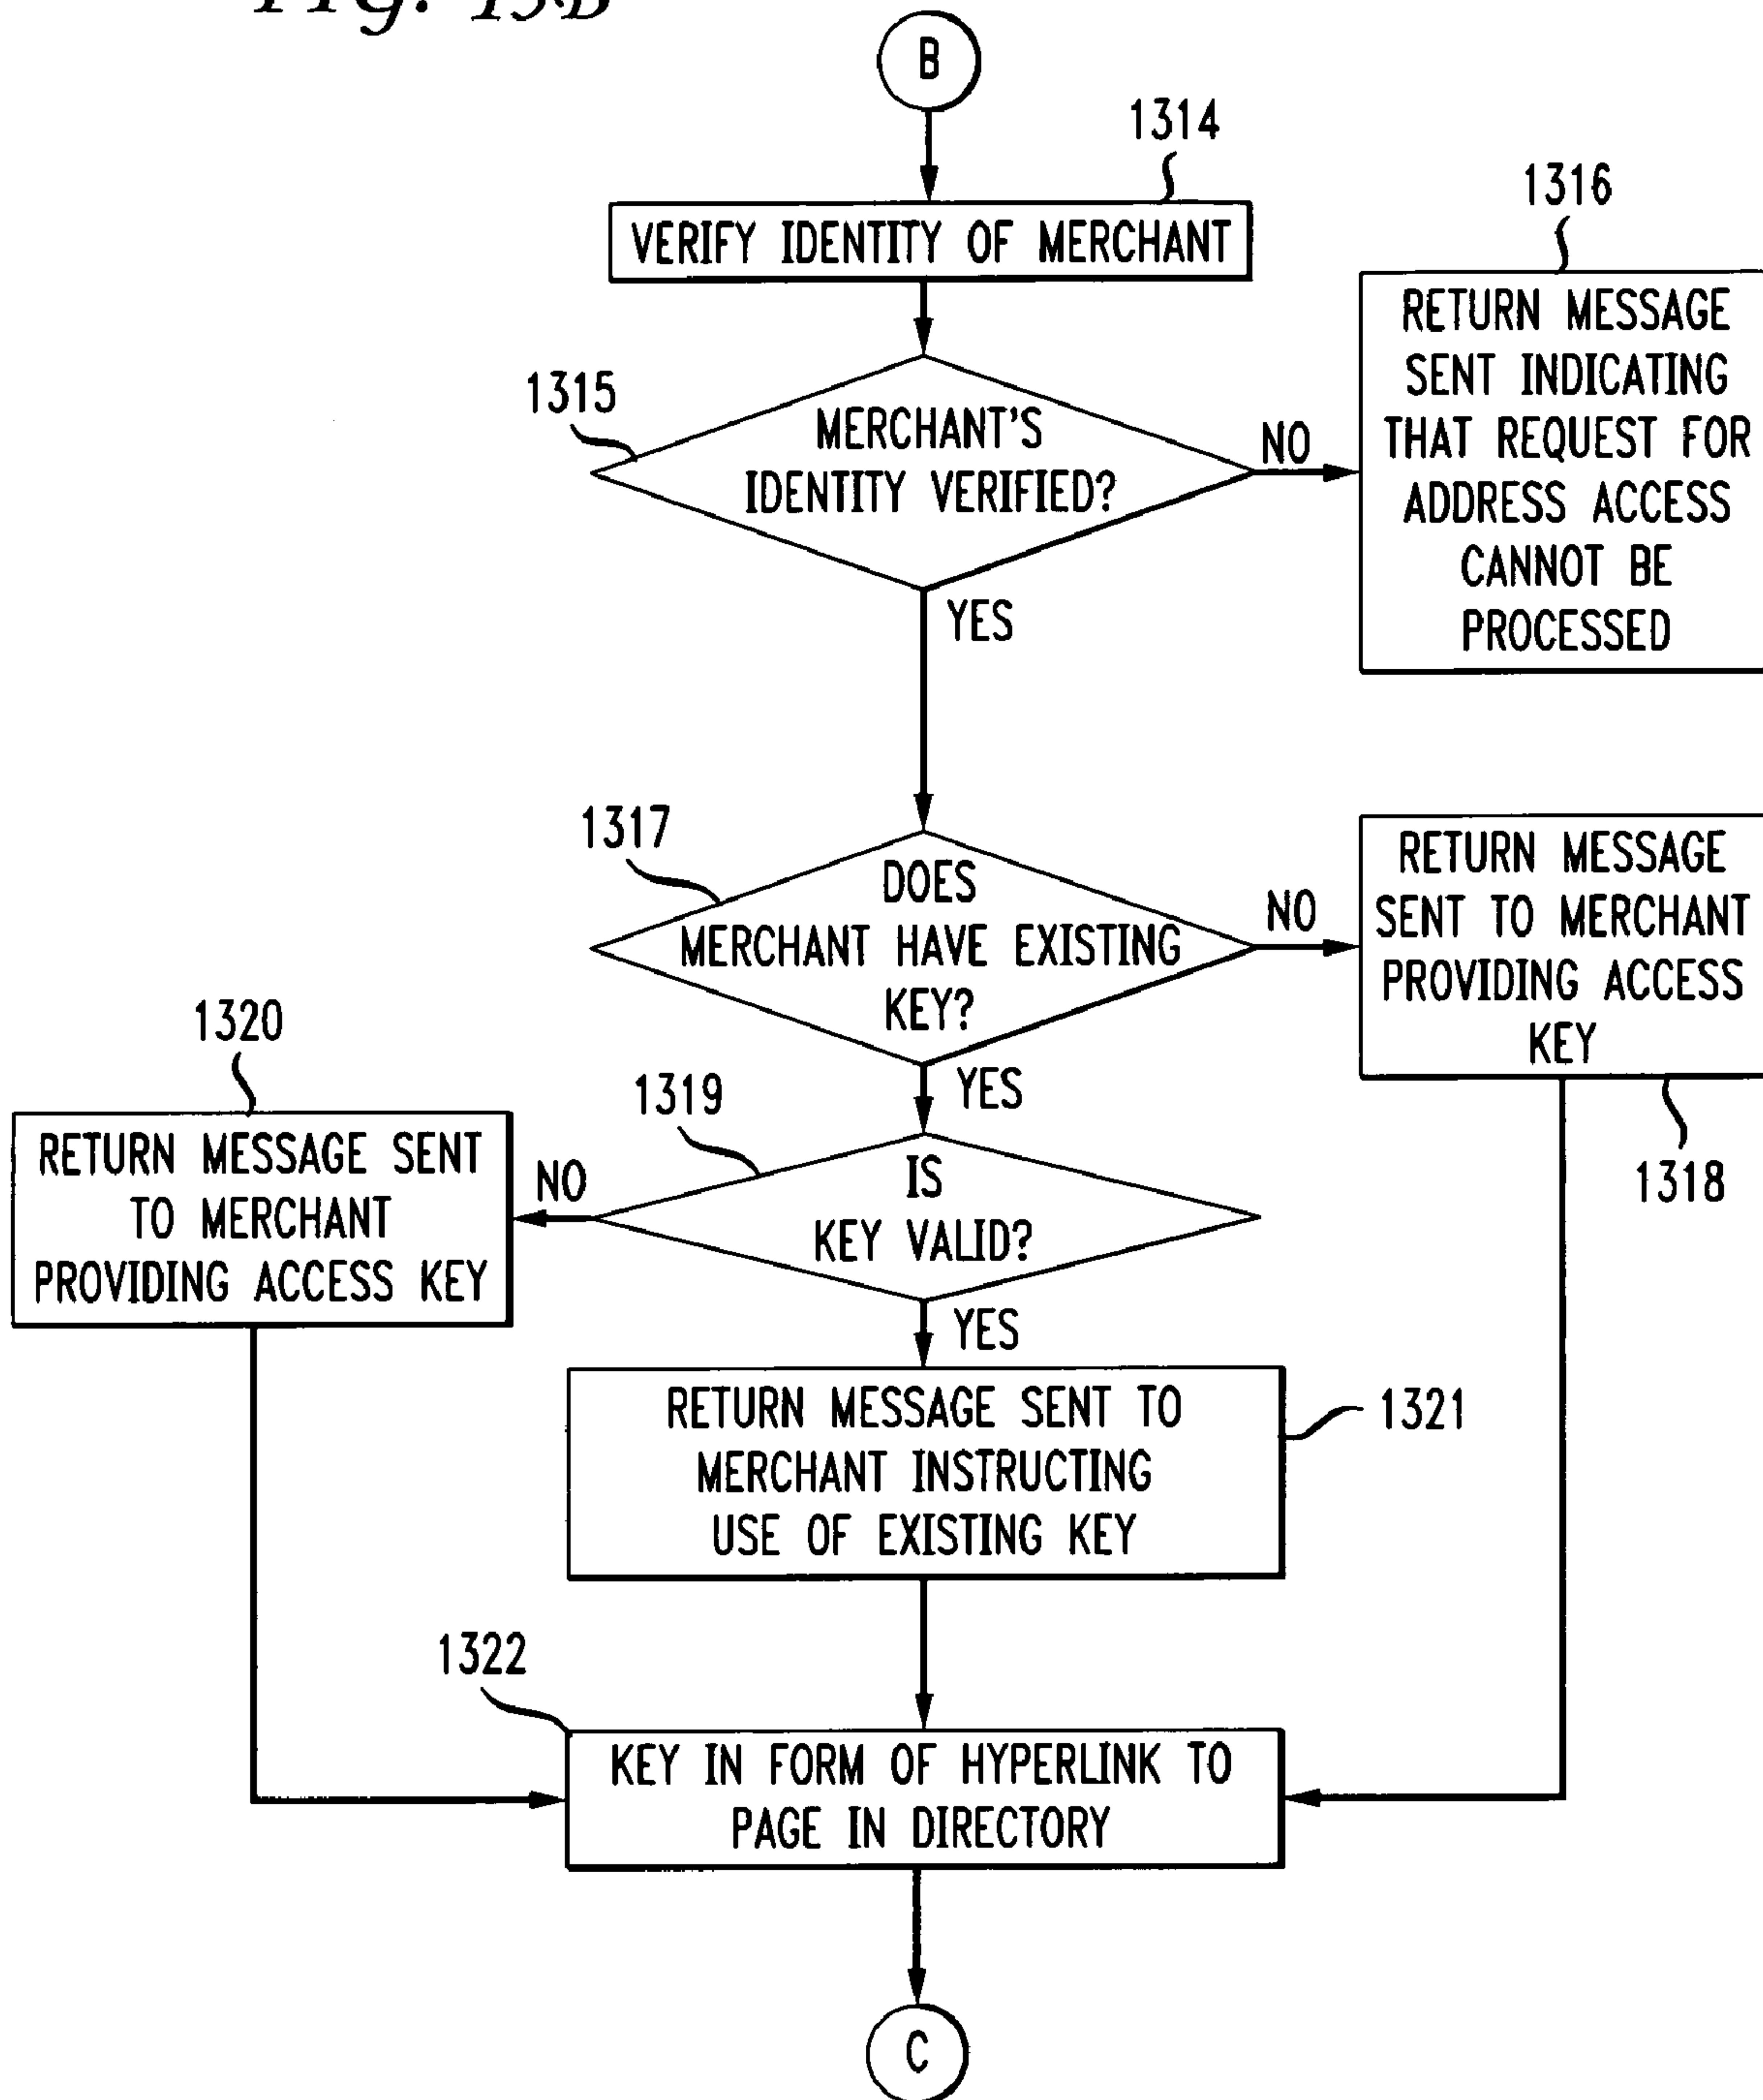 FIG. 13B
B
1314
VERIFY IDENTITY OF MERCHANT
1316
RETURN MESSAGE
SENT INDICATING
THAT REQUEST FOR
ADDRESS ACCESS
CANNOT BE
PROCESSED
1315
MERCHANT'S
IDENTITY VERIFIED?
NO
YES
1317
DOES
MERCHANT HAVE EXISTING
KEY?
NO
RETURN MESSAGE
SENT TO MERCHANT
PROVIDING ACCESS
KEY
1318
YES
1320
RETURN MESSAGE SENT
TO MERCHANT
PROVIDING ACCESS KEY
1319
NO
IS
KEY VALID?
YES
RETURN MESSAGE SENT TO
MERCHANT INSTRUCTING
USE OF EXISTING KEY
1321
1322
KEY IN FORM OF HYPERLINK TO
PAGE IN DIRECTORY
C